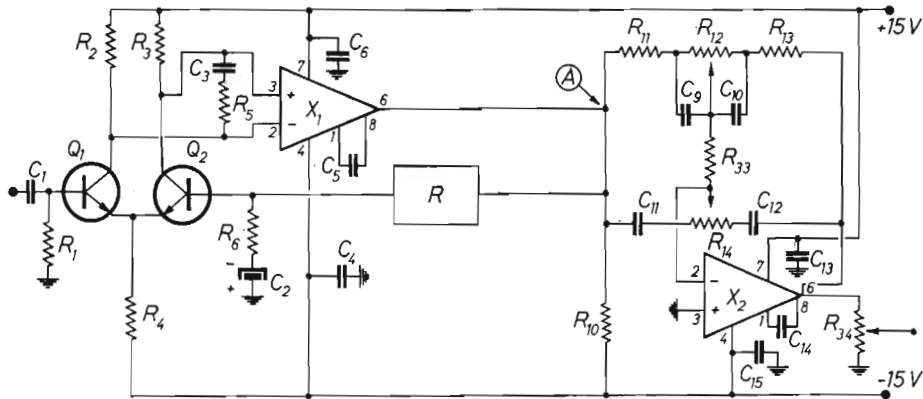 +15V
R2
R3
C6
C3
R5
7
3
+
X1
−
2
4
6
8
1
C5
A
R11
R12
R13
C9
C10
R33
Q1
Q2
C1
R1
R
R6
−
+
C2
C4
R4
C11
C12
R14
R10
7
C13
2
−
X2
6
8
+
3
1
4
C14
R34
C15
-15V